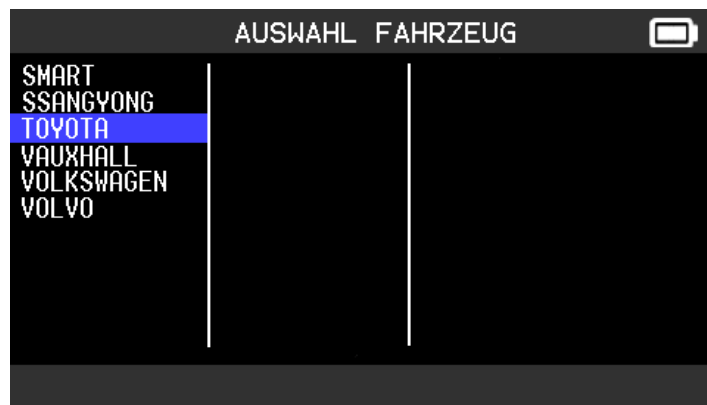 AUSWAHL FAHRZEUG
SMART
SSANGYONG
TOYOTA
VAUXHALL
VOLKSWAGEN
VOLVO